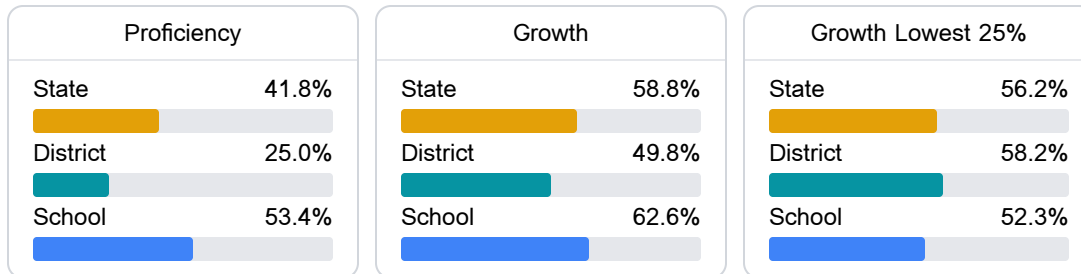 Proficiency
State 41.8%
District 25.0%
School 53.4%
Growth
State 58.8%
District 49.8%
School 62.6%
Growth Lowest 25%
State 56.2%
District 58.2%
School 52.3%